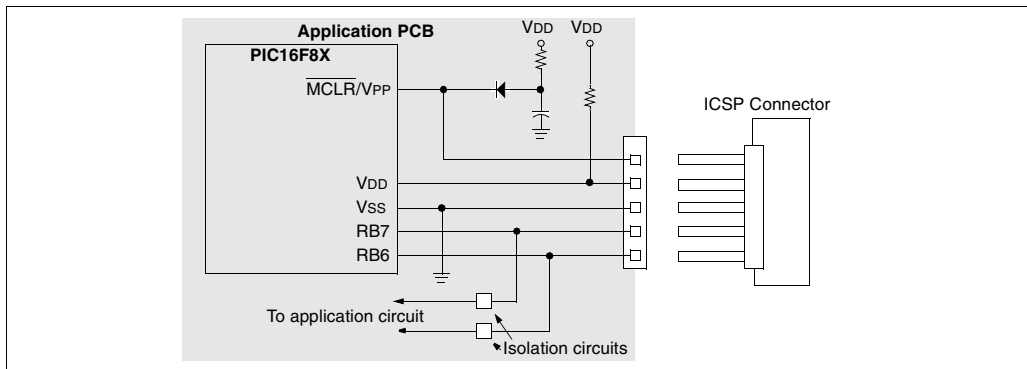 Application PCB
PIC16F8X
VDD
VDD
MCLR/VPP
ICSP Connector
VDD
VSS
RB7
RB6
To application circuit
Isolation circuits